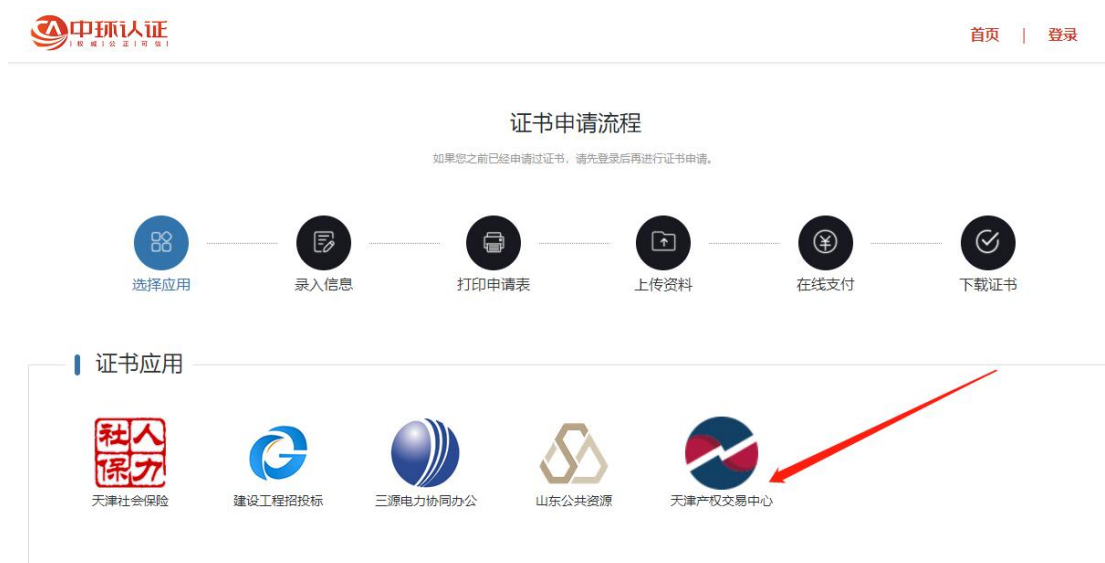 中环认证
|权威|公正|可信|
首页 | 登录
证书申请流程
如果您之前已经申请过证书，请先登录后再进行证书申请。
选择应用 录入信息 打印申请表 上传资料 在线支付 下载证书
证书应用
社人
保力
天津社会保险 建设工程招投标 三源电力协同办公 山东公共资源 天津产权交易中心